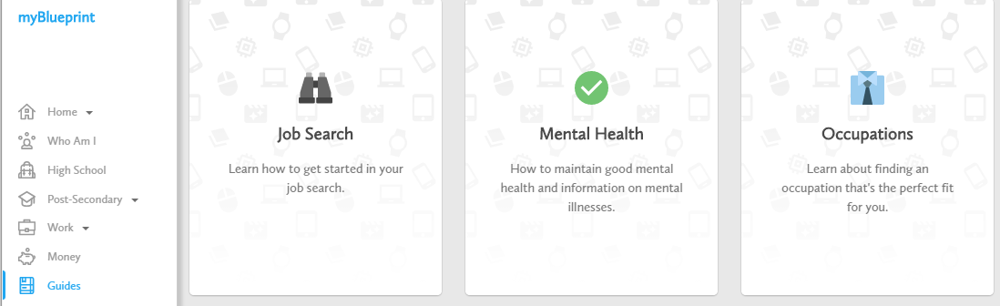 myBlueprint
Home
Who Am I
High School
Post-Secondary
Work
Money
Guides
Job Search
Learn how to get started in your
job search.
Mental Health
How to maintain good mental
health and information on mental
illnesses.
Occupations
Learn about finding an
occupation that's the perfect fit
for you.